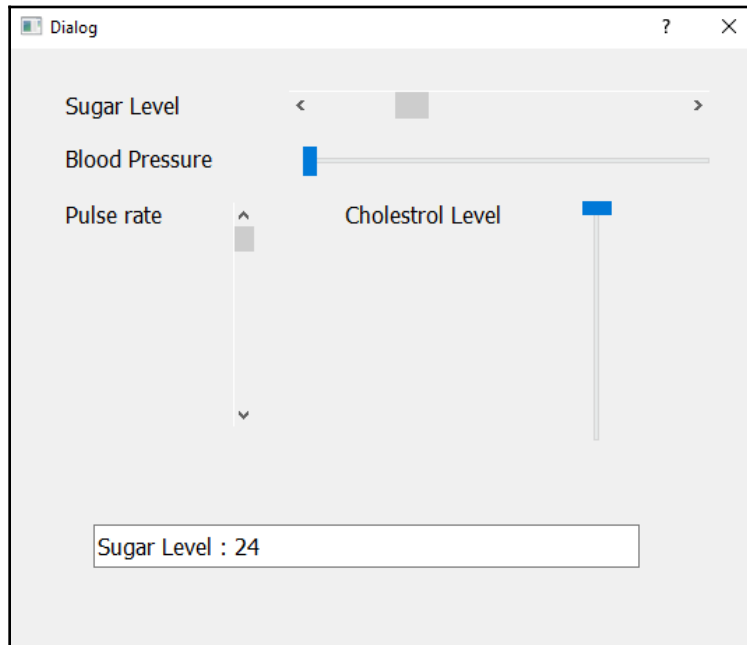 Dialog ?
Sugar Level
Blood Pressure
Pulse rate Cholestrol Level
Sugar Level : 24